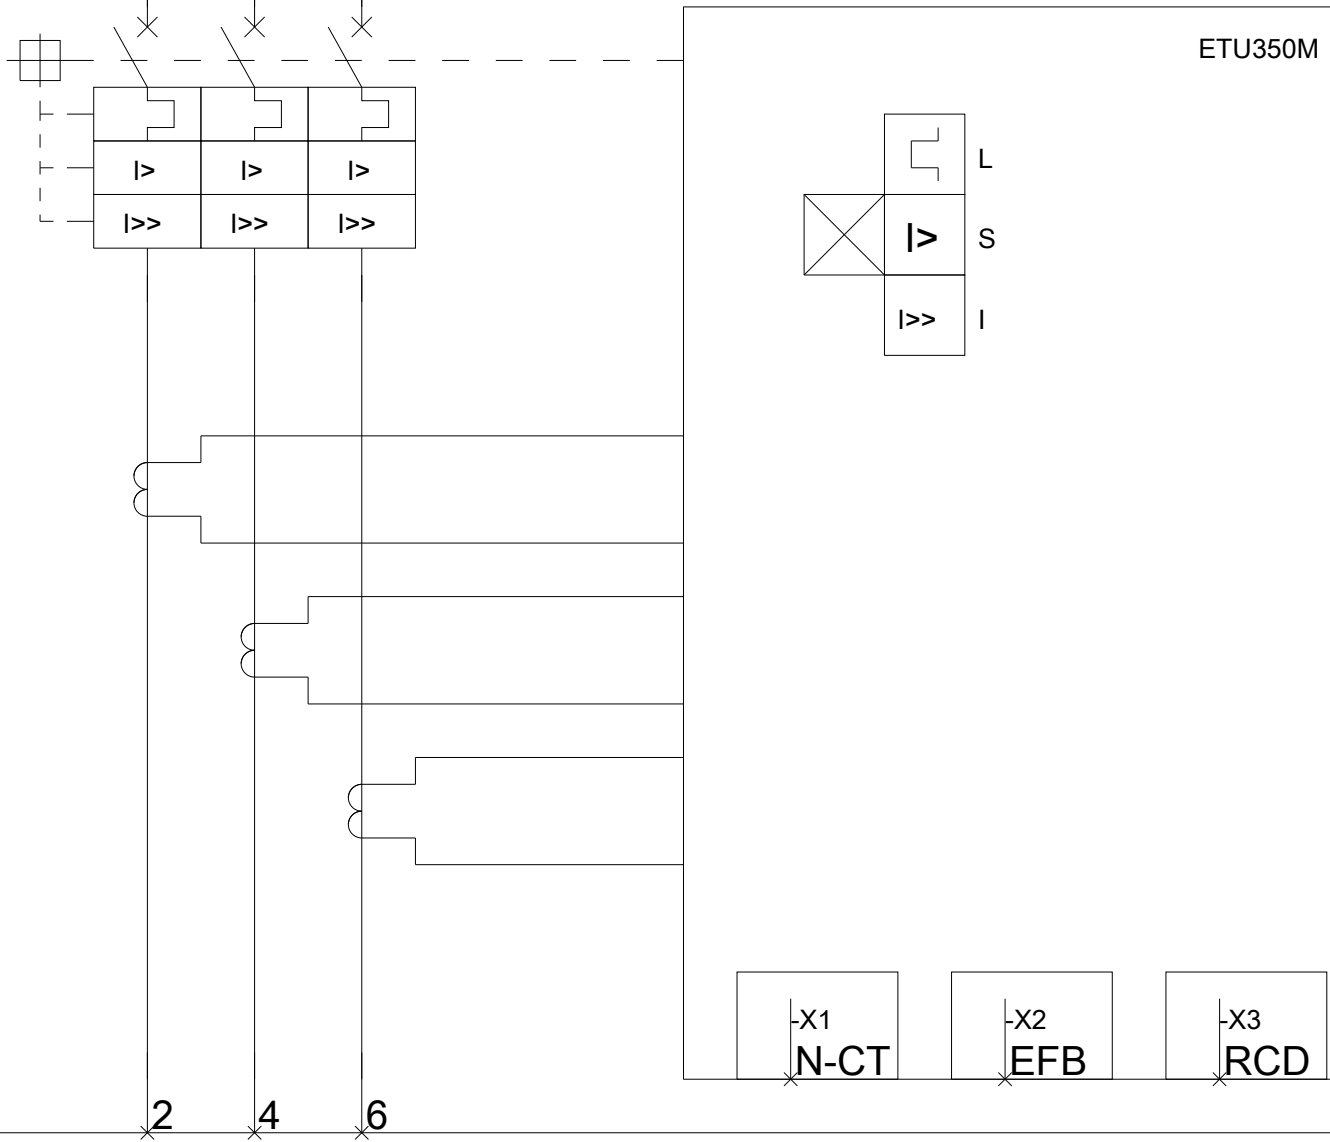 ETU350M
L
I> I> I> I> S
I>> I>> I>> I>> I
-X1 -X2 -X3
N-CT EFB RCD
2 4 6